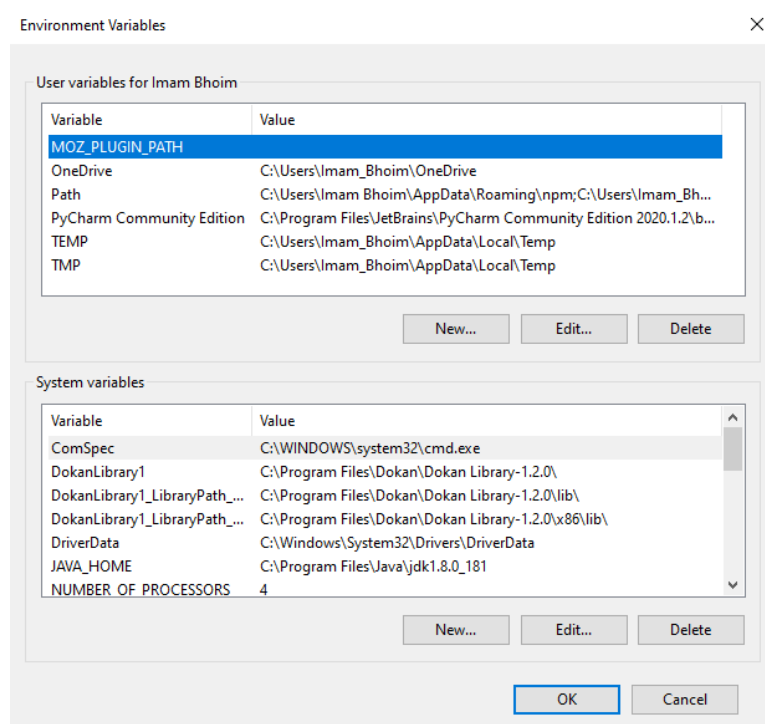 Environment Variables
User variables for Imam Bhoim
Variable Value
MOZ_PLUGIN_PATH
OneDrive C:\Users\Imam_Bhoim\OneDrive
Path C:\Users\Imam Bhoim\AppData\Roaming\npm;C:\Users\Imam_Bh...
PyCharm Community Edition C:\Program Files\JetBrains\PyCharm Community Edition 2020.1.2\b...
TEMP C:\Users\Imam_Bhoim\AppData\Local\Temp
TMP C:\Users\Imam_Bhoim\AppData\Local\Temp
New... Edit... Delete
System variables
Variable Value
ComSpec C:\WINDOWS\system32\cmd.exe
DokanLibrary1 C:\Program Files\Dokan\Dokan Library-1.2.0\
DokanLibrary1_LibraryPath_... C:\Program Files\Dokan\Dokan Library-1.2.0\lib\
DokanLibrary1_LibraryPath_... C:\Program Files\Dokan\Dokan Library-1.2.0\x86\lib\
DriverData C:\Windows\System32\Drivers\DriverData
JAVA_HOME C:\Program Files\Java\jdk1.8.0_181
NUMBER_OF_PROCESSORS 4
New... Edit... Delete
OK Cancel